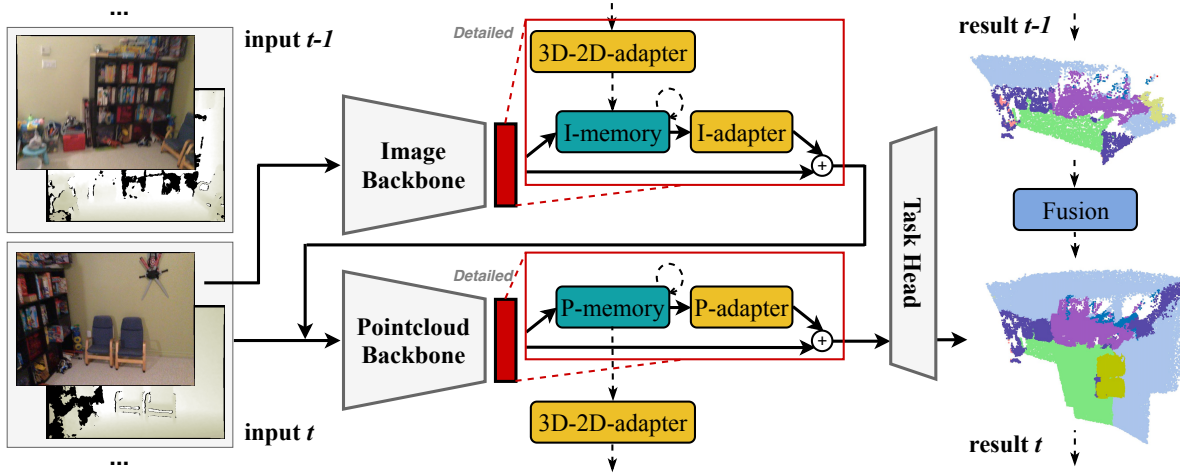 ...
input t-1
Detailed
3D-2D-adapter
result t-1
I-memory
I-adapter
+
Image
Backbone
Fusion
Task Head
Detailed
P-memory
P-adapter
+
Pointcloud
Backbone
3D-2D-adapter
input t
result t
...